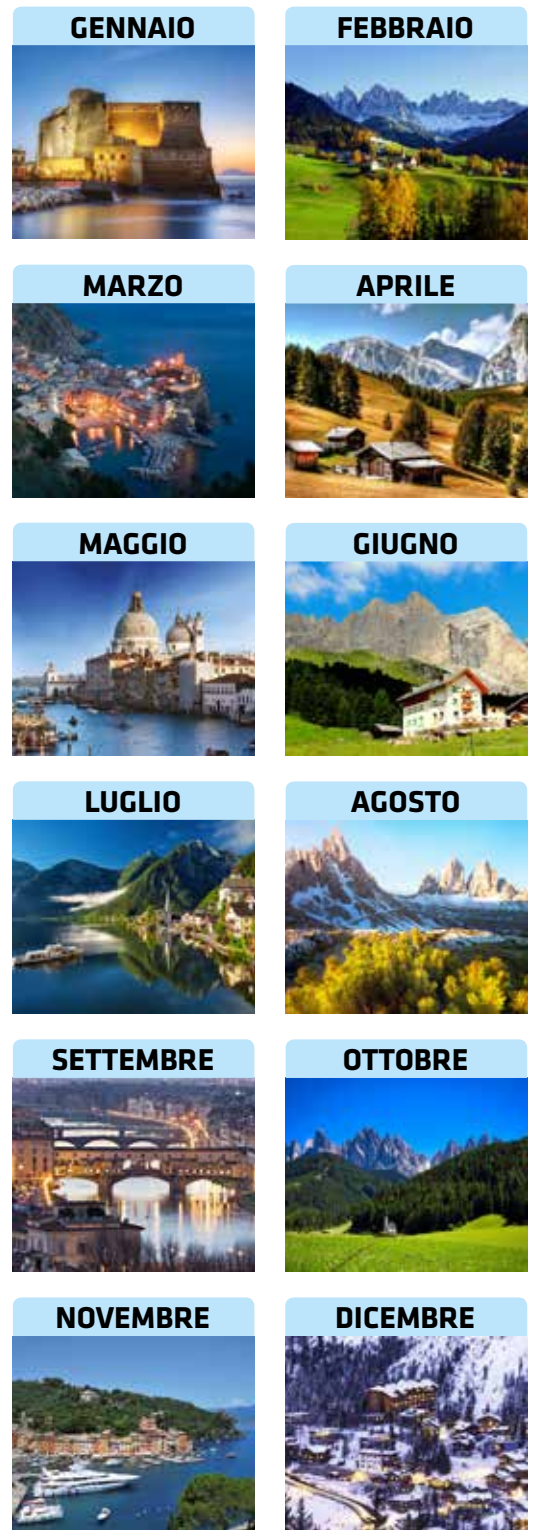 GENNAIO
FEBBRAIO
MARZO
APRILE
MAGGIO
GIUGNO
LUGLIO
AGOSTO
SETTEMBRE
OTTOBRE
NOVEMBRE
DICEMBRE